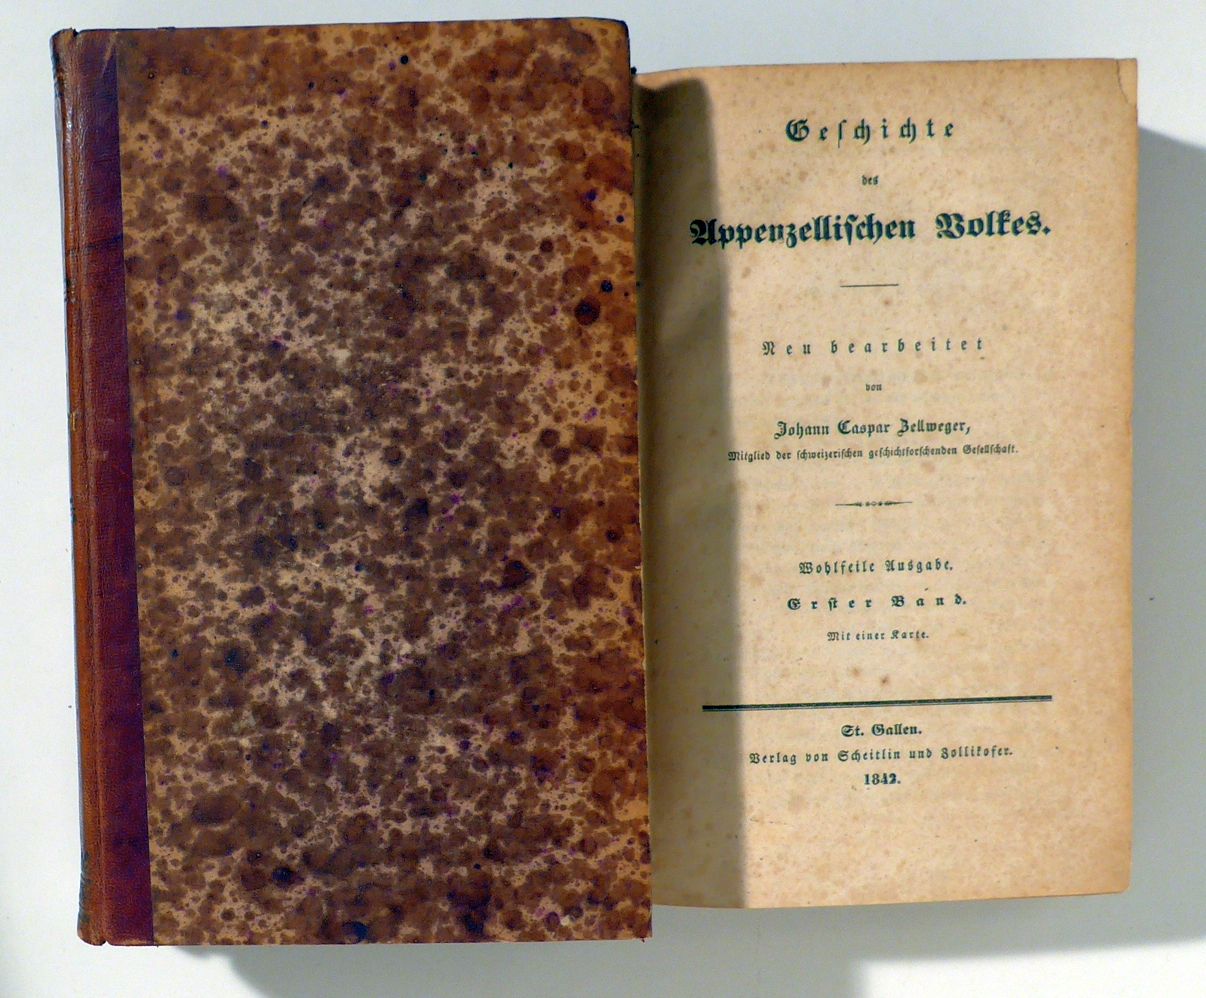 Geſchichte
des
Appenzelliſchen Volkes.
Neu bearbeitet
von
Johann Caspar Zellweger,
Mitglied der ſchweizeriſchen geſchichtforſchenden Geſellſchaft.
Wohlfeile Ausgabe.
Erſter Band.
Mit einer Karte.
St. Gallen.
Verlag von Scheitlin und Zollikofer.
1842.